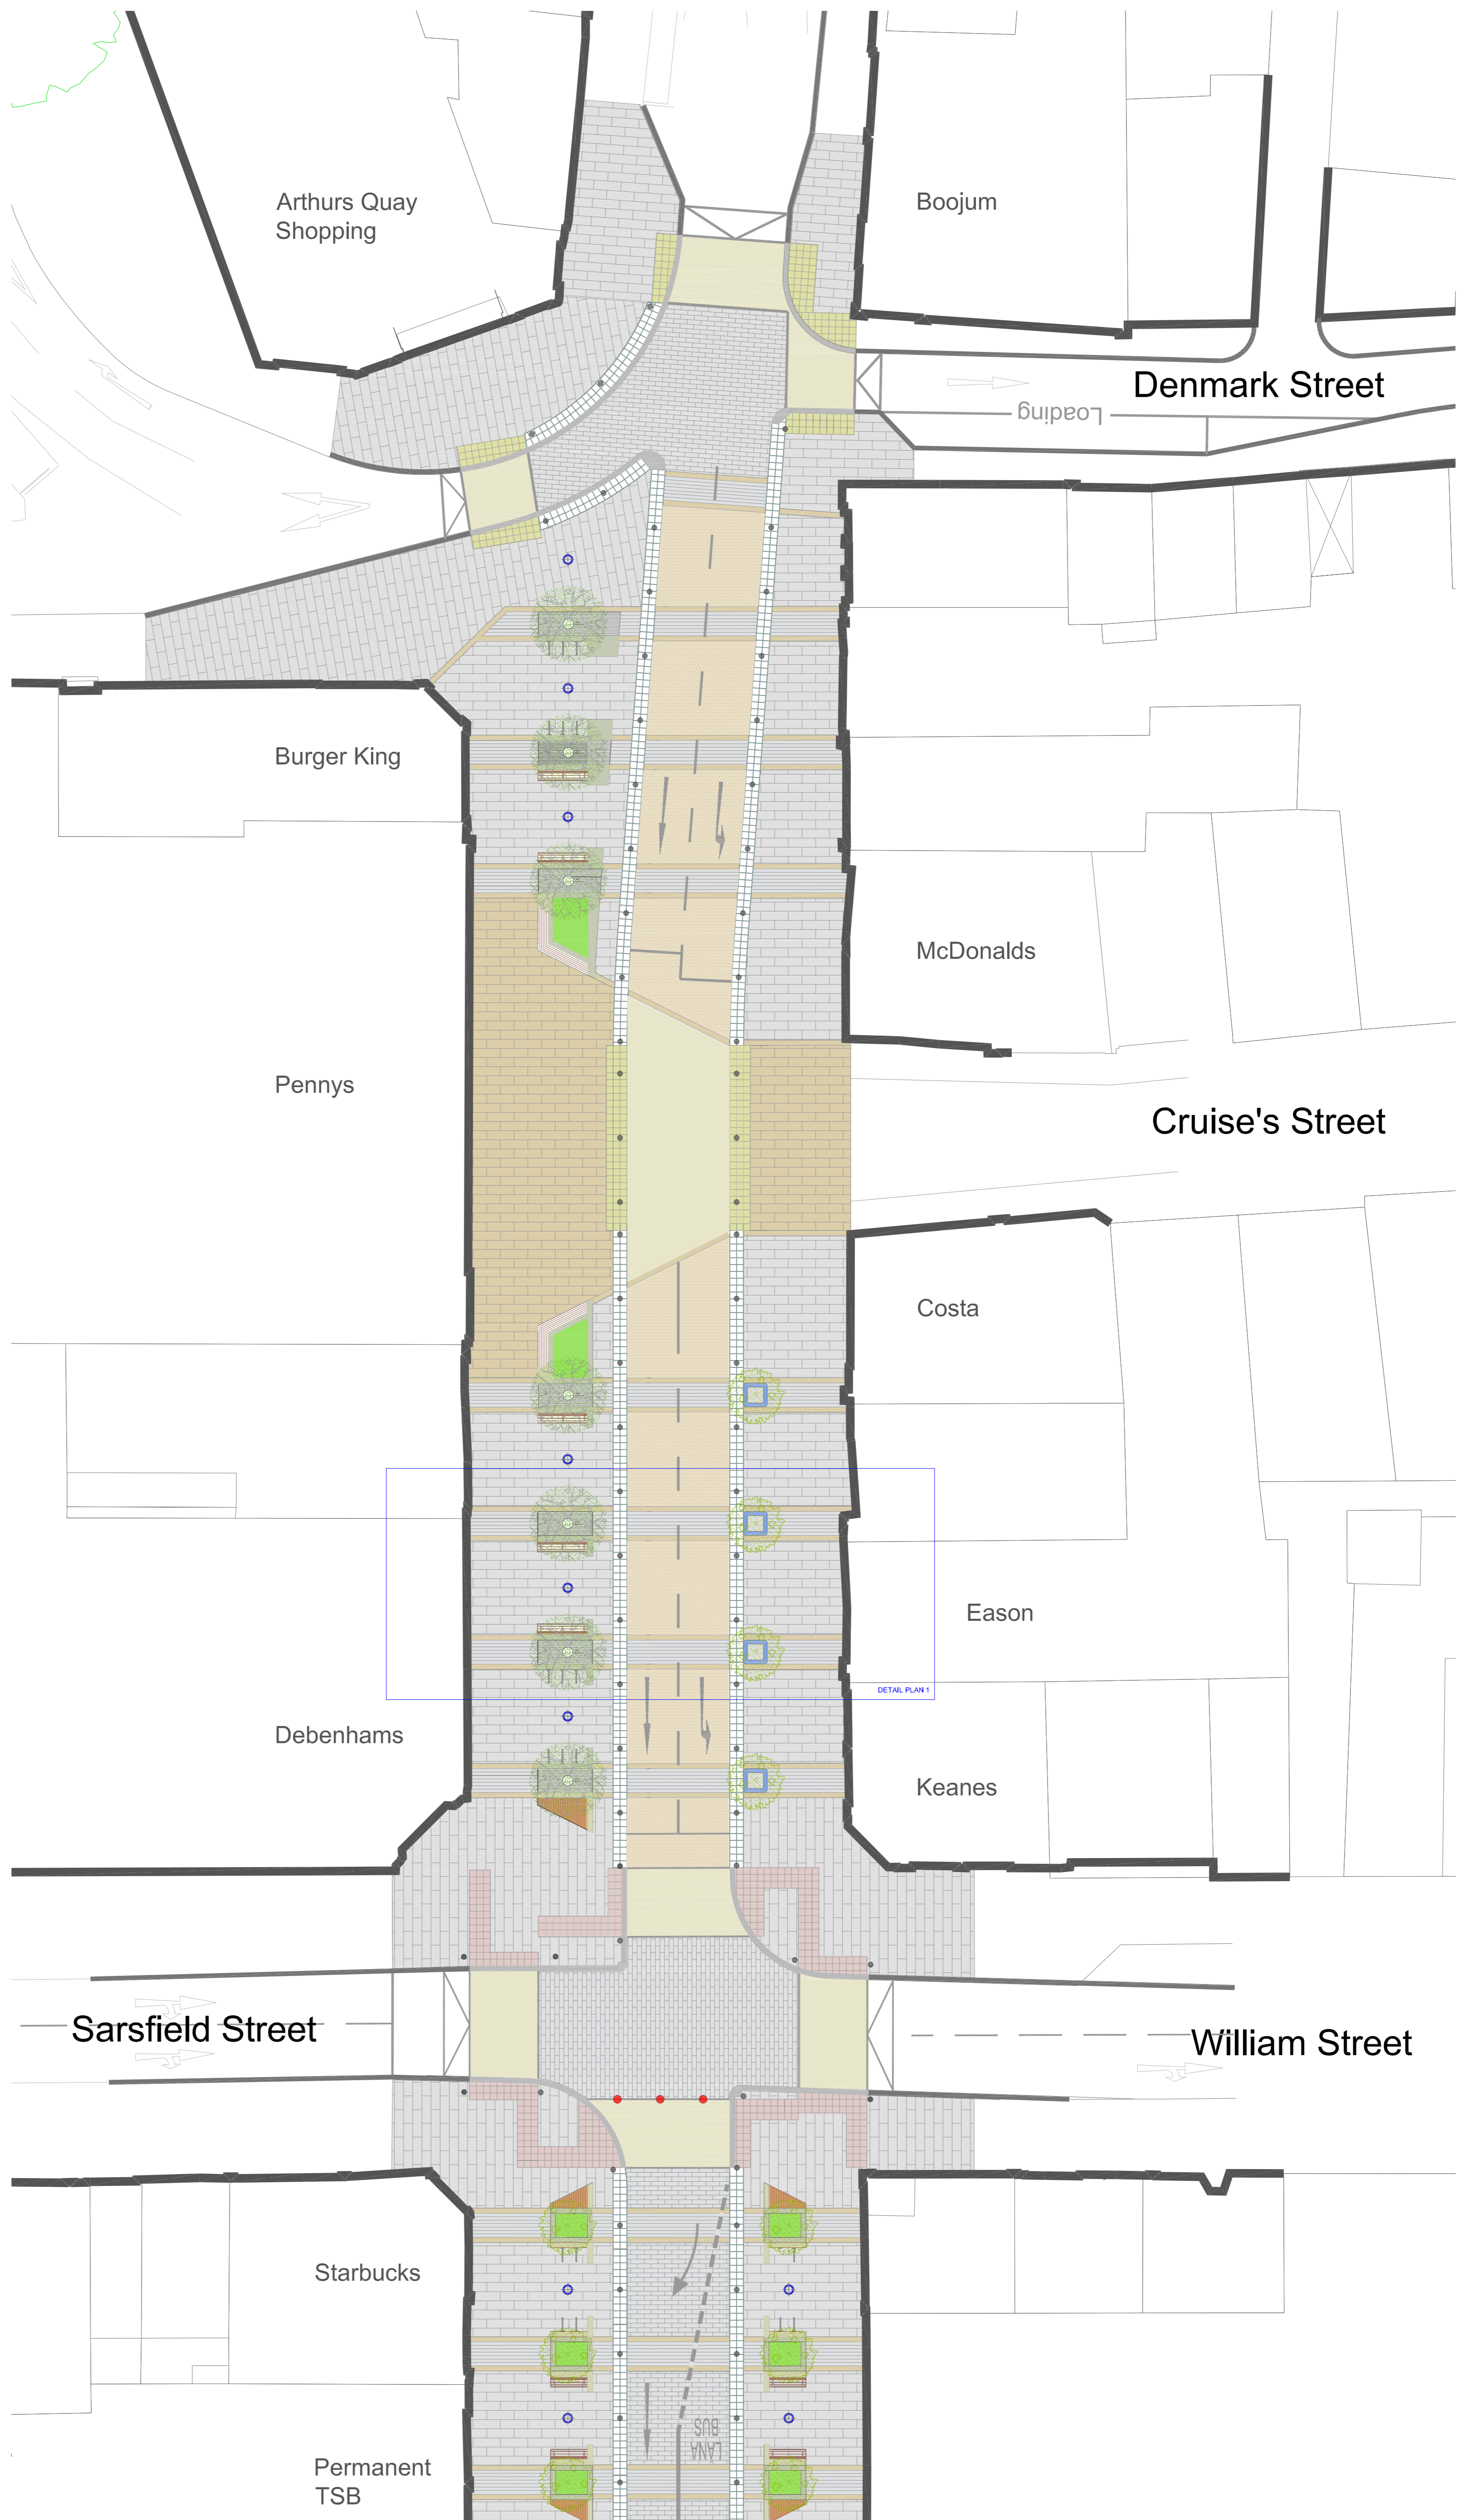 Arthurs Quay
Shopping
Boojum
Denmark Street
Loading
Burger King
McDonalds
Pennys
Cruise's Street
Costa
Eason
DETAIL PLAN 1
Debenhams
Keanes
Sarsfield Street
William Street
Starbucks
LANA
BUS
Permanent
TSB